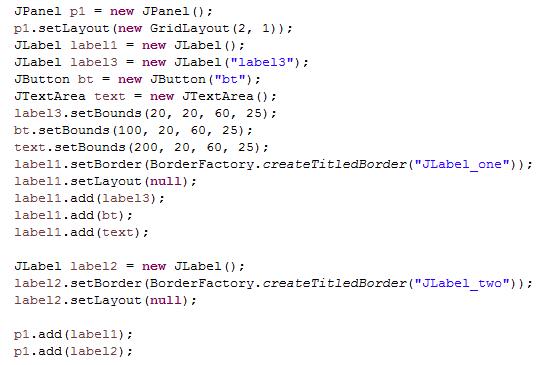 JPanel p1 = new JPanel();
p1.setLayout(new GridLayout(2, 1));
JLabel label1 = new JLabel();
JLabel label3 = new JLabel("label3");
JButton bt = new JButton("bt");
JTextArea text = new JTextArea();
label3.setBounds(20, 20, 60, 25);
bt.setBounds(100, 20, 60, 25);
text.setBounds(200, 20, 60, 25);
label1.setBorder(BorderFactory.createTitledBorder("JLabel_one"));
label1.setLayout(null);
label1.add(label3);
label1.add(bt);
label1.add(text);
JLabel label2 = new JLabel();
label2.setBorder(BorderFactory.createTitledBorder("JLabel_two"));
label2.setLayout(null);
p1.add(label1);
p1.add(label2);